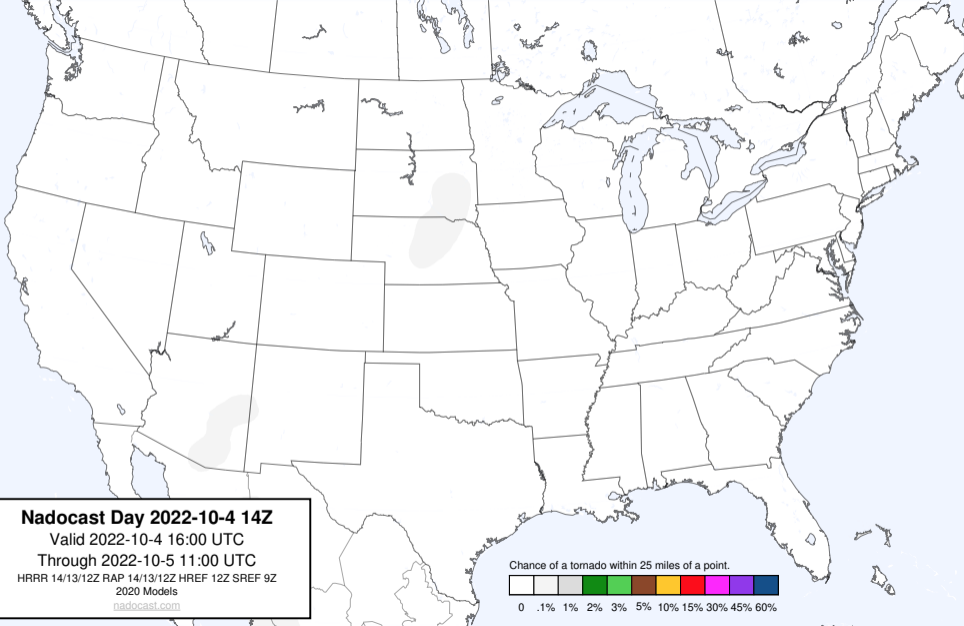 Nadocast Day 2022-10-4 14Z
Valid 2022-10-4 16:00 UTC
Through 2022-10-5 11:00 UTC
HRRR 14/13/12Z RAP 14/13/12Z HREF 12Z SREF 9Z
2020 Models
nadocast.com
Chance of a tornado within 25 miles of a point.
0 .1% 1% 2% 3% 5% 10% 15% 30% 45% 60%